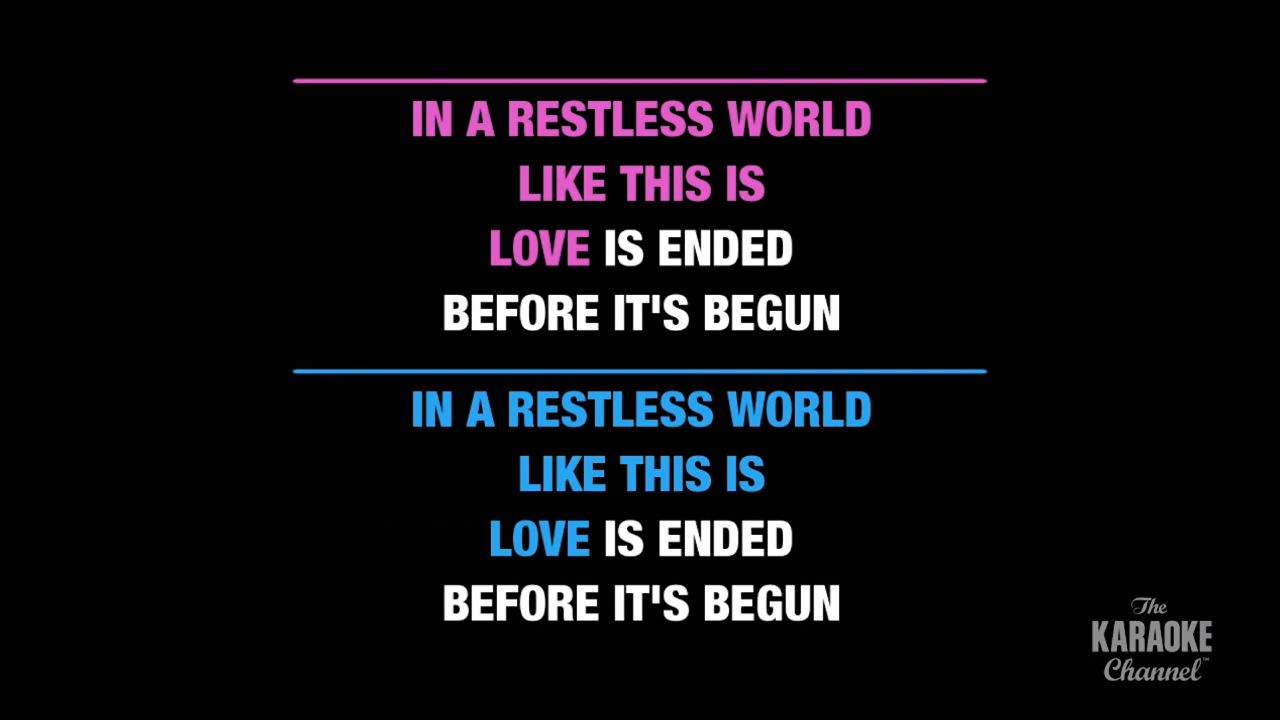 IN A RESTLESS WORLD
LIKE THIS IS
LOVE IS ENDED
BEFORE IT'S BEGUN
IN A RESTLESS WORLD
LIKE THIS IS
LOVE IS ENDED
BEFORE IT'S BEGUN
The
KARAOKE
Channel™